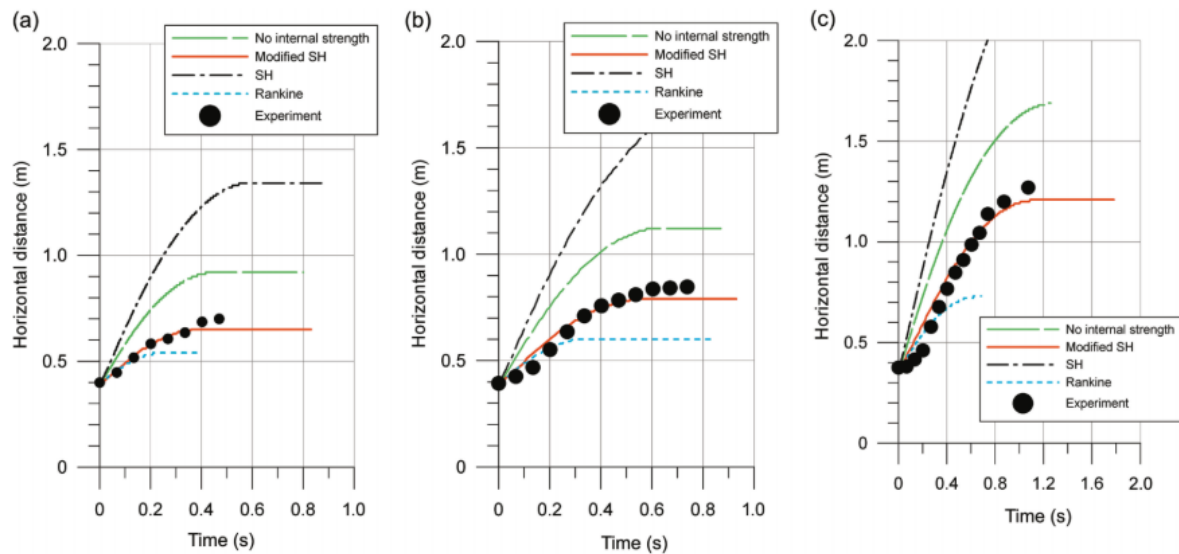 (a)
No internal strength
Modified SH
SH
Rankine
Experiment
2.0
1.5
1.0
0.5
0
Horizontal distance (m)
0
0.2
0.4
0.6
0.8
1.0
Time (s)
(b)
No internal strength
Modified SH
SH
Rankine
Experiment
2.0
1.5
1.0
0.5
0
Horizontal distance (m)
0
0.2
0.4
0.6
0.8
1.0
Time (s)
(c)
2.0
1.5
1.0
0.5
0
Horizontal distance (m)
No internal strength
Modified SH
SH
Rankine
Experiment
0
0.4
0.8
1.2
1.6
2.0
Time (s)